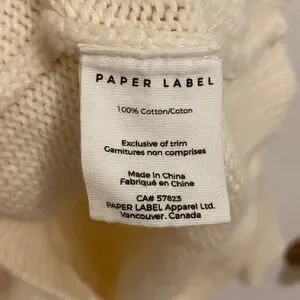 PAPER LABEL
100% Cotton/Coton
Exclusive of trim
Garnitures non comprises
Made in China
Fabriqué en Chine
CA# 57823
PAPER LABEL Apparel Ltd.
Vancouver, Canada